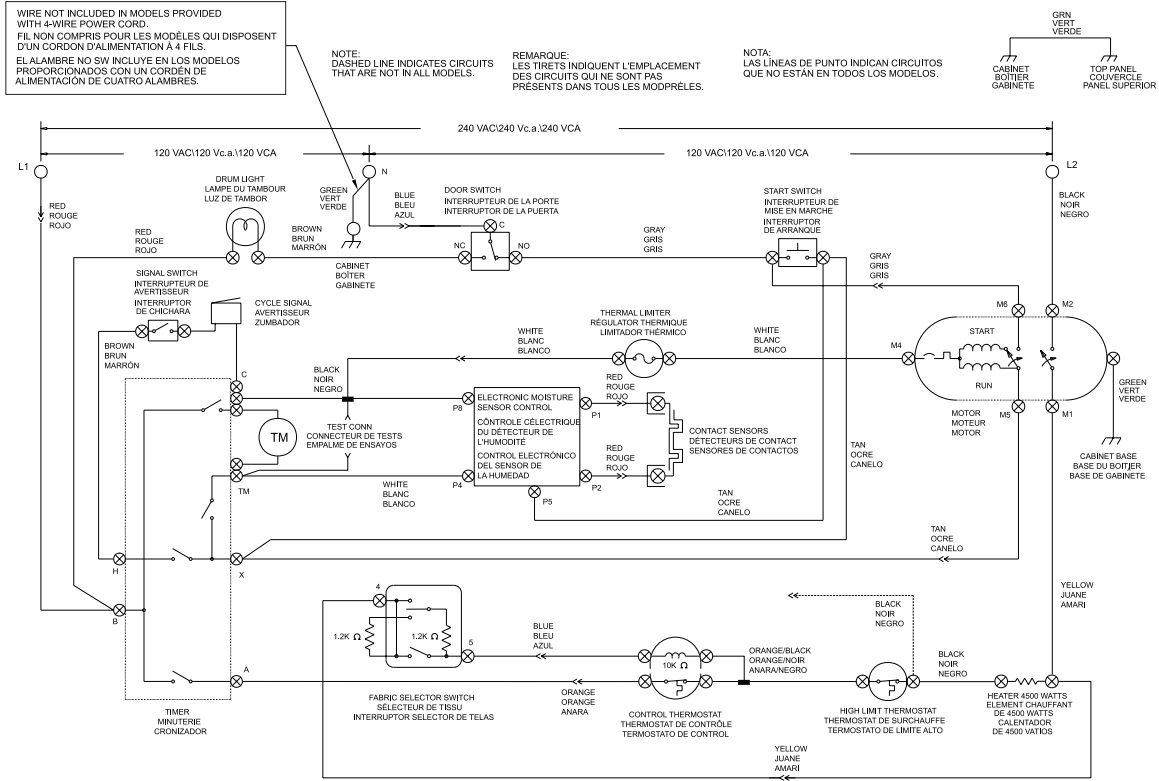 WIRE NOT INCLUDED IN MODELS PROVIDED
WITH 4-WIRE POWER CORD.
FIL NON COMPRIS POUR LES MODÈLES QUI DISPOSENT
D'UN CORDON D'ALIMENTATION À 4 FILS.
EL ALAMBRE NO SW INCLUYE EN LOS MODELOS
PROPORCIONADOS CON UN CORDÉN DE
ALIMENTACIÓN DE CUATRO ALAMBRES.
NOTE:
DASHED LINE INDICATES CIRCUITS
THAT ARE NOT IN ALL MODELS.
REMARQUE:
LES TIRETS INDIQUENT L'EMPLACEMENT
DES CIRCUITS QUI NE SONT PAS
PRÉSENTS DANS TOUS LES MODPRÈLES.
NOTA:
LAS LÍNEAS DE PUNTO INDICAN CIRCUITOS
QUE NO ESTÁN EN TODOS LOS MODELOS.
GRN
VERT
VERDE
CABINET
BOÎTIER
GABINETE
TOP PANEL
COUVERCLE
PANEL SUPERIOR
240 VAC\240 Vc.a.\240 VCA
120 VAC\120 Vc.a.\120 VCA
120 VAC\120 Vc.a.\120 VCA
L1
N
L2
RED
ROUGE
ROJO
DRUM LIGHT
LAMPE DU TAMBOUR
LUZ DE TAMBOR
GREEN
VERT
VERDE
BLUE
BLEU
AZUL
DOOR SWITCH
INTERRUPTEUR DE LA PORTE
INTERRUPTOR DE LA PUERTA
C
NC
NO
START SWITCH
INTERRUPTEUR DE
MISE EN MARCHE
INTERRUPTOR
DE ARRANQUE
BLACK
NOIR
NEGRO
RED
ROUGE
ROJO
BROWN
BRUN
MARRÓN
CABINET
BOÎTER
GABINETE
GRAY
GRIS
GRIS
GRAY
GRIS
GRIS
SIGNAL SWITCH
INTERRUPTEUR DE
AVERTISSEUR
INTERRUPTOR
DE CHICHARA
CYCLE SIGNAL
AVERTISSEUR
ZUMBADOR
BROWN
BRUN
MARRÓN
THERMAL LIMITER
RÉGULATOR THERMIQUE
LIMITADOR THÉRMICO
WHITE
BLANC
BLANCO
WHITE
BLANC
BLANCO
M6
M2
M4
START
RUN
M5
M1
MOTOR
MOTEUR
MOTOR
GREEN
VERT
VERDE
CABINET BASE
BASE DU BOITJER
BASE DE GABINETE
C
BLACK
NOIR
NEGRO
TM
TM
TEST CONN
CONNECTEUR DE TESTS
EMPALME DE ENSAYOS
WHITE
BLANC
BLANCO
P8
P4
P5
P1
P2
ELECTRONIC MOISTURE
SENSOR CONTROL
CÔNTROLE CÉLECTRIQUE
DU DÉTECTEUR DE
L'HUMODITÉ
CONTROL ELECTRÓNICO
DEL SENSOR DE
LA HUMEDAD
RED
ROUGE
ROJO
RED
ROUGE
ROJO
CONTACT SENSORS
DÉTECTEURS DE CONTACT
SENSORES DE CONTACTOS
TAN
OCRE
CANELO
TAN
OCRE
CANELO
TAN
OCRE
CANELO
H
X
B
A
TIMER
MINUTERIE
CRONIZADOR
4
5
1.2K Ω
1.2K Ω
FABRIC SELECTOR SWITCH
SÉLECTEUR DE TISSU
INTERRUPTOR SELECTOR DE TELAS
BLUE
BLEU
AZUL
ORANGE
ORANGE
ANARA
10K Ω
CONTROL THERMOSTAT
THERMOSTAT DE CONTRÔLE
TERMOSTATO DE CONTROL
ORANGE/BLACK
ORANGE/NOIR
ANARA/NEGRO
BLACK
NOIR
NEGRO
HIGH LIMIT THERMOSTAT
THERMOSTAT DE SURCHAUFFE
TERMOSTATO DE LIMITE ALTO
BLACK
NOIR
NEGRO
YELLOW
JUANE
AMARI
HEATER 4500 WATTS
ELEMENT CHAUFFANT
DE 4500 WATTS
CALENTADOR
DE 4500 VATIOS
YELLOW
JUANE
AMARI